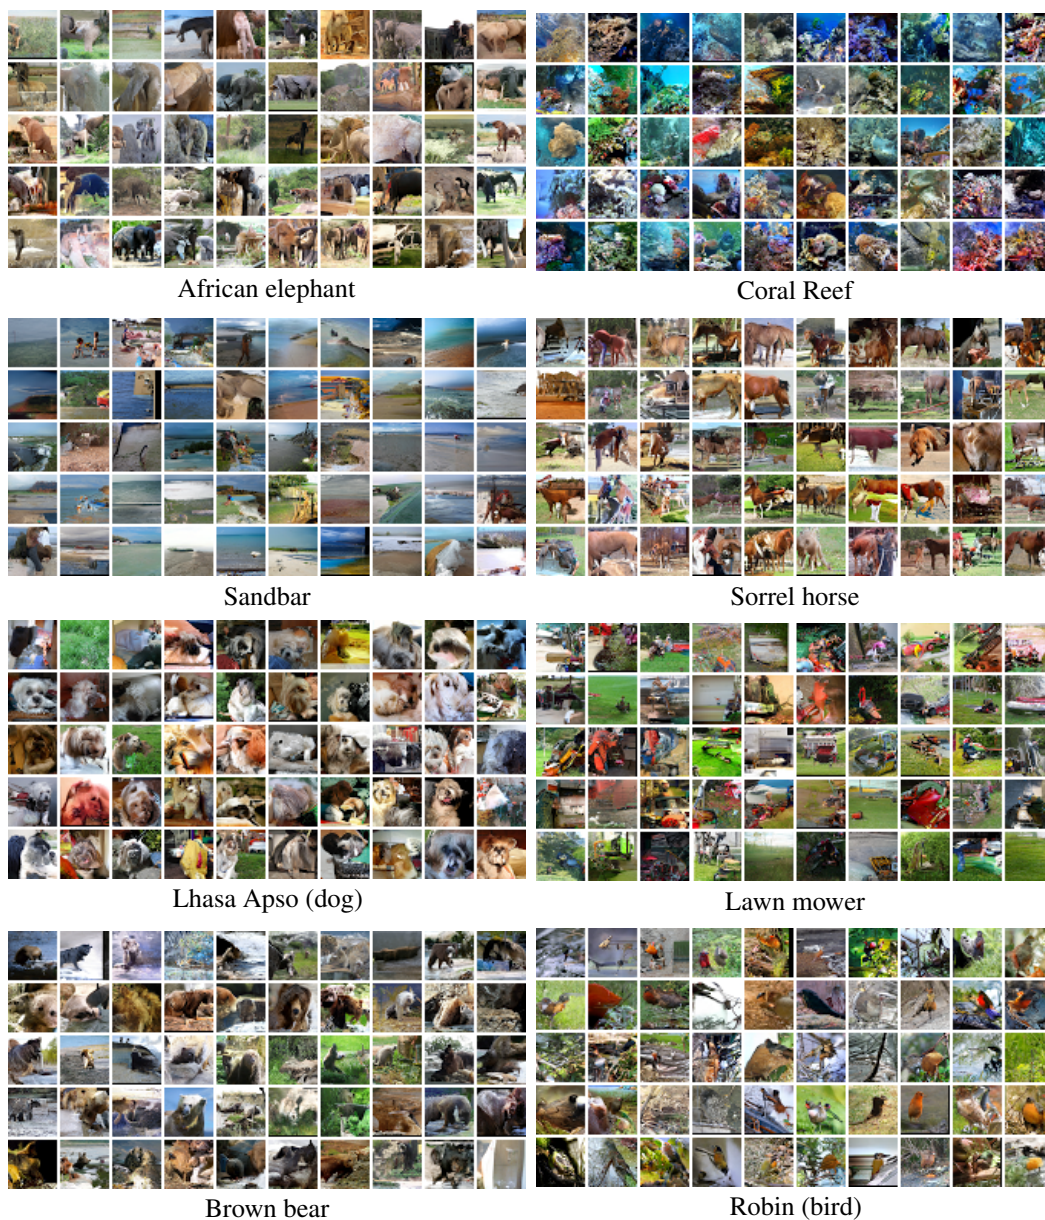 African elephant
Coral Reef
Sandbar
Sorrel horse
Lhasa Apso (dog)
Lawn mower
Brown bear
Robin (bird)